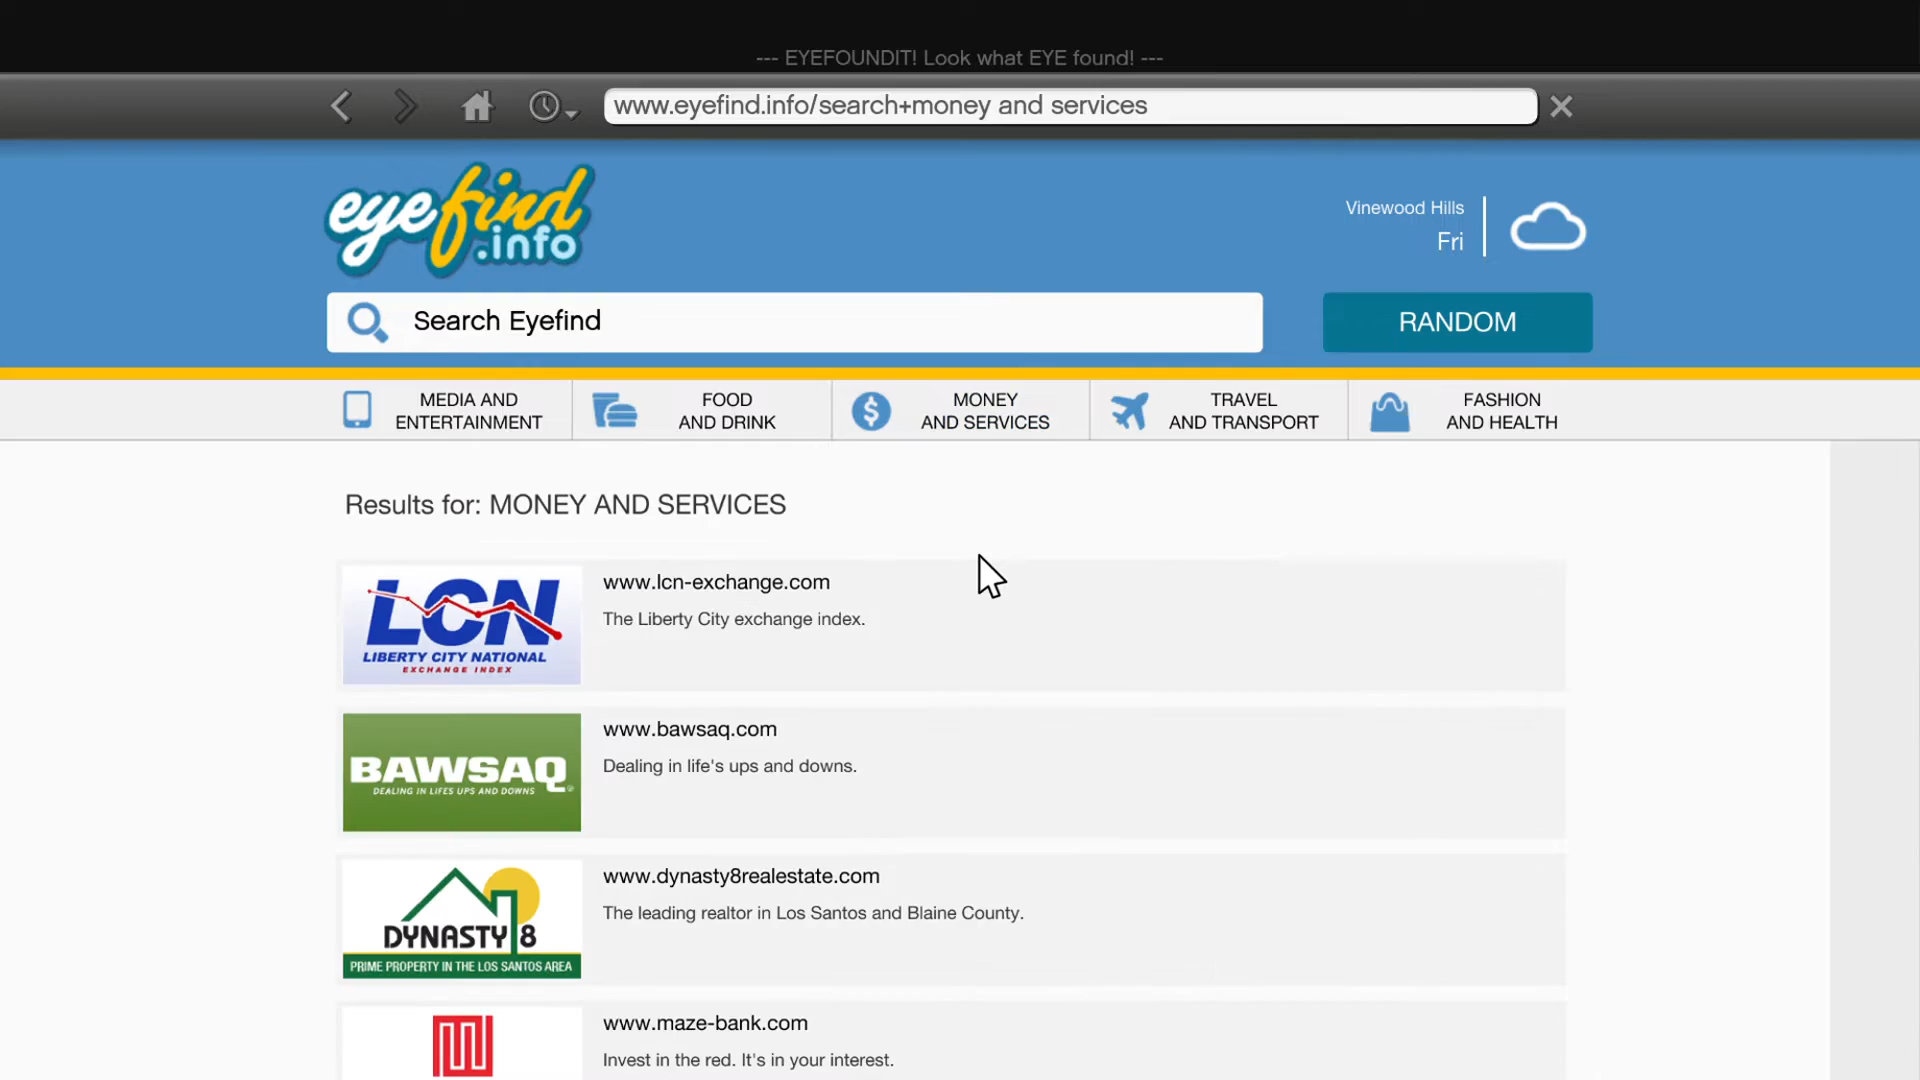 --- EYEFOUNDIT! Look what EYE found! ---
www.eyefind.info/search+money and services
eyefind
.info
Vinewood Hills
Fri
Search Eyefind
RANDOM
MEDIA AND
ENTERTAINMENT
FOOD
AND DRINK
MONEY
AND SERVICES
TRAVEL
AND TRANSPORT
FASHION
AND HEALTH
Results for: MONEY AND SERVICES
LCN
LIBERTY CITY NATIONAL
EXCHANGE INDEX
www.lcn-exchange.com
The Liberty City exchange index.
BAWSAQ
DEALING IN LIFES UPS AND DOWNS
www.bawsaq.com
Dealing in life's ups and downs.
DYNASTY 8
PRIME PROPERTY IN THE LOS SANTOS AREA
www.dynasty8realestate.com
The leading realtor in Los Santos and Blaine County.
www.maze-bank.com
Invest in the red. It's in your interest.